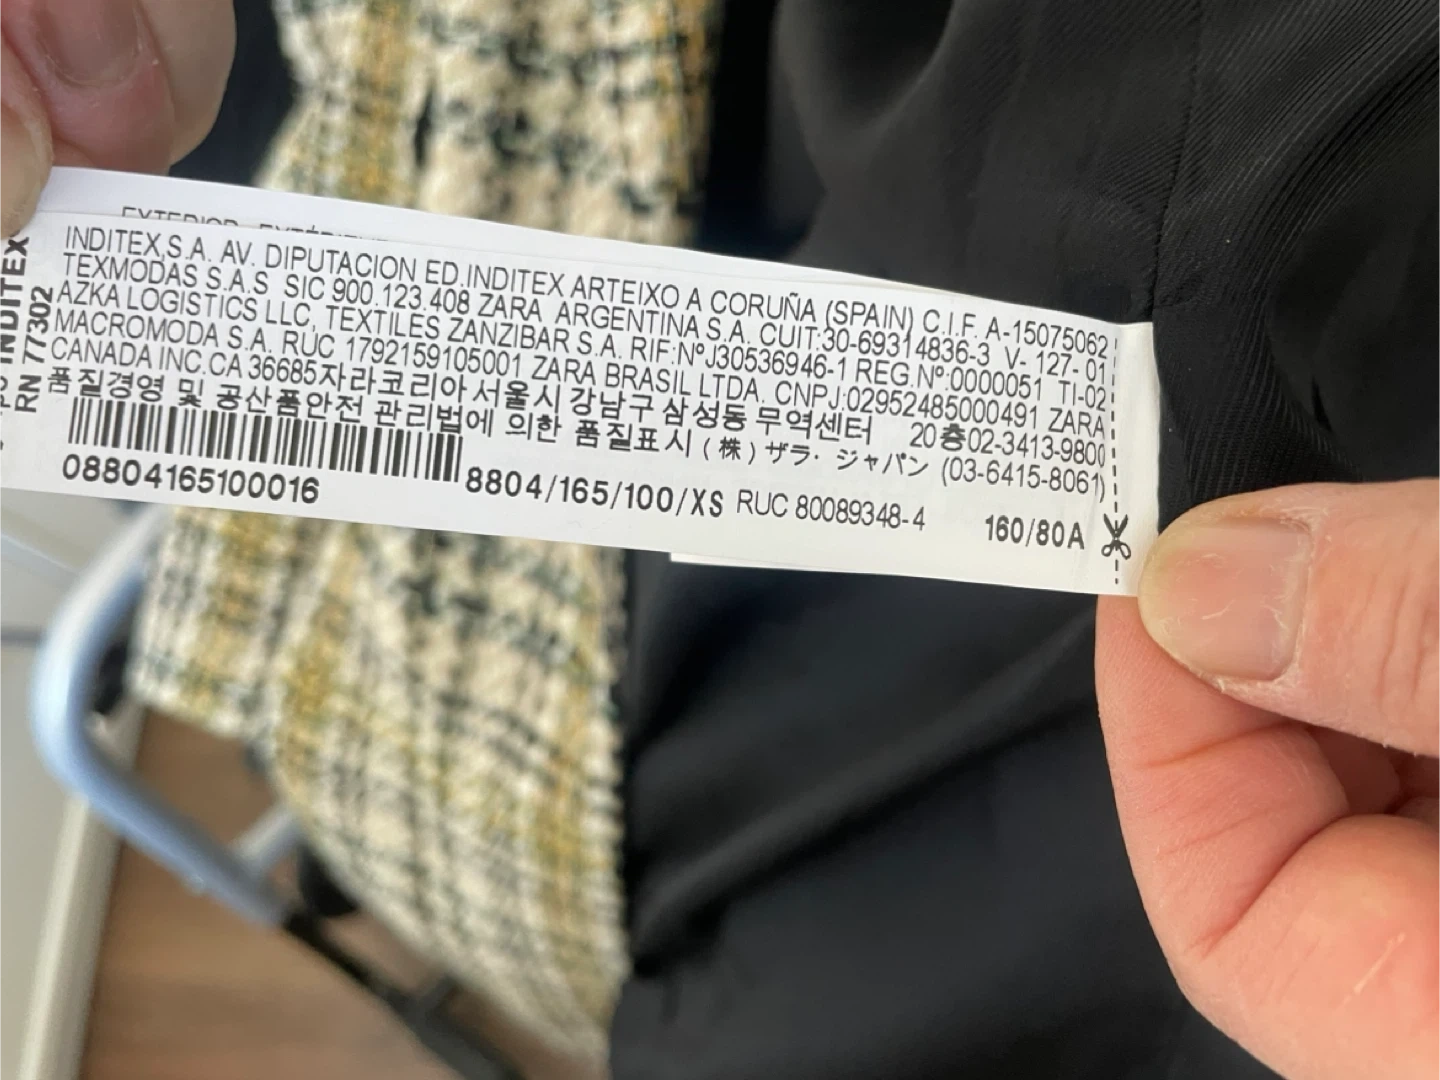 INDITEX
RN 77302
INDITEX,S.A. AV. DIPUTACION ED.INDITEX ARTEIXO A CORUÑA (SPAIN) C.I.F. A-15075062
TEXMODAS S.A.S SIC 900.123.408 ZARA ARGENTINA S.A. CUIT:30-69314836-3 V- 127- 01
AZKA LOGISTICS LLC, TEXTILES ZANZIBAR S.A. RIF:NºJ30536946-1 REG.Nº:0000051 TI-02
MACROMODA S.A. RUC 1792159105001 ZARA BRASIL LTDA. CNPJ:02952485000491 ZARA
CANADA INC.CA 36685자라코리아 서울시 강남구 삼성동 무역센터 20층02-3413-9800
품질경영 및 공산품안전 관리법에 의한 품질표시 (株) ザラ・ジャパン (03-6415-8061)
08804165100016 8804/165/100/XS RUC 80089348-4 160/80A